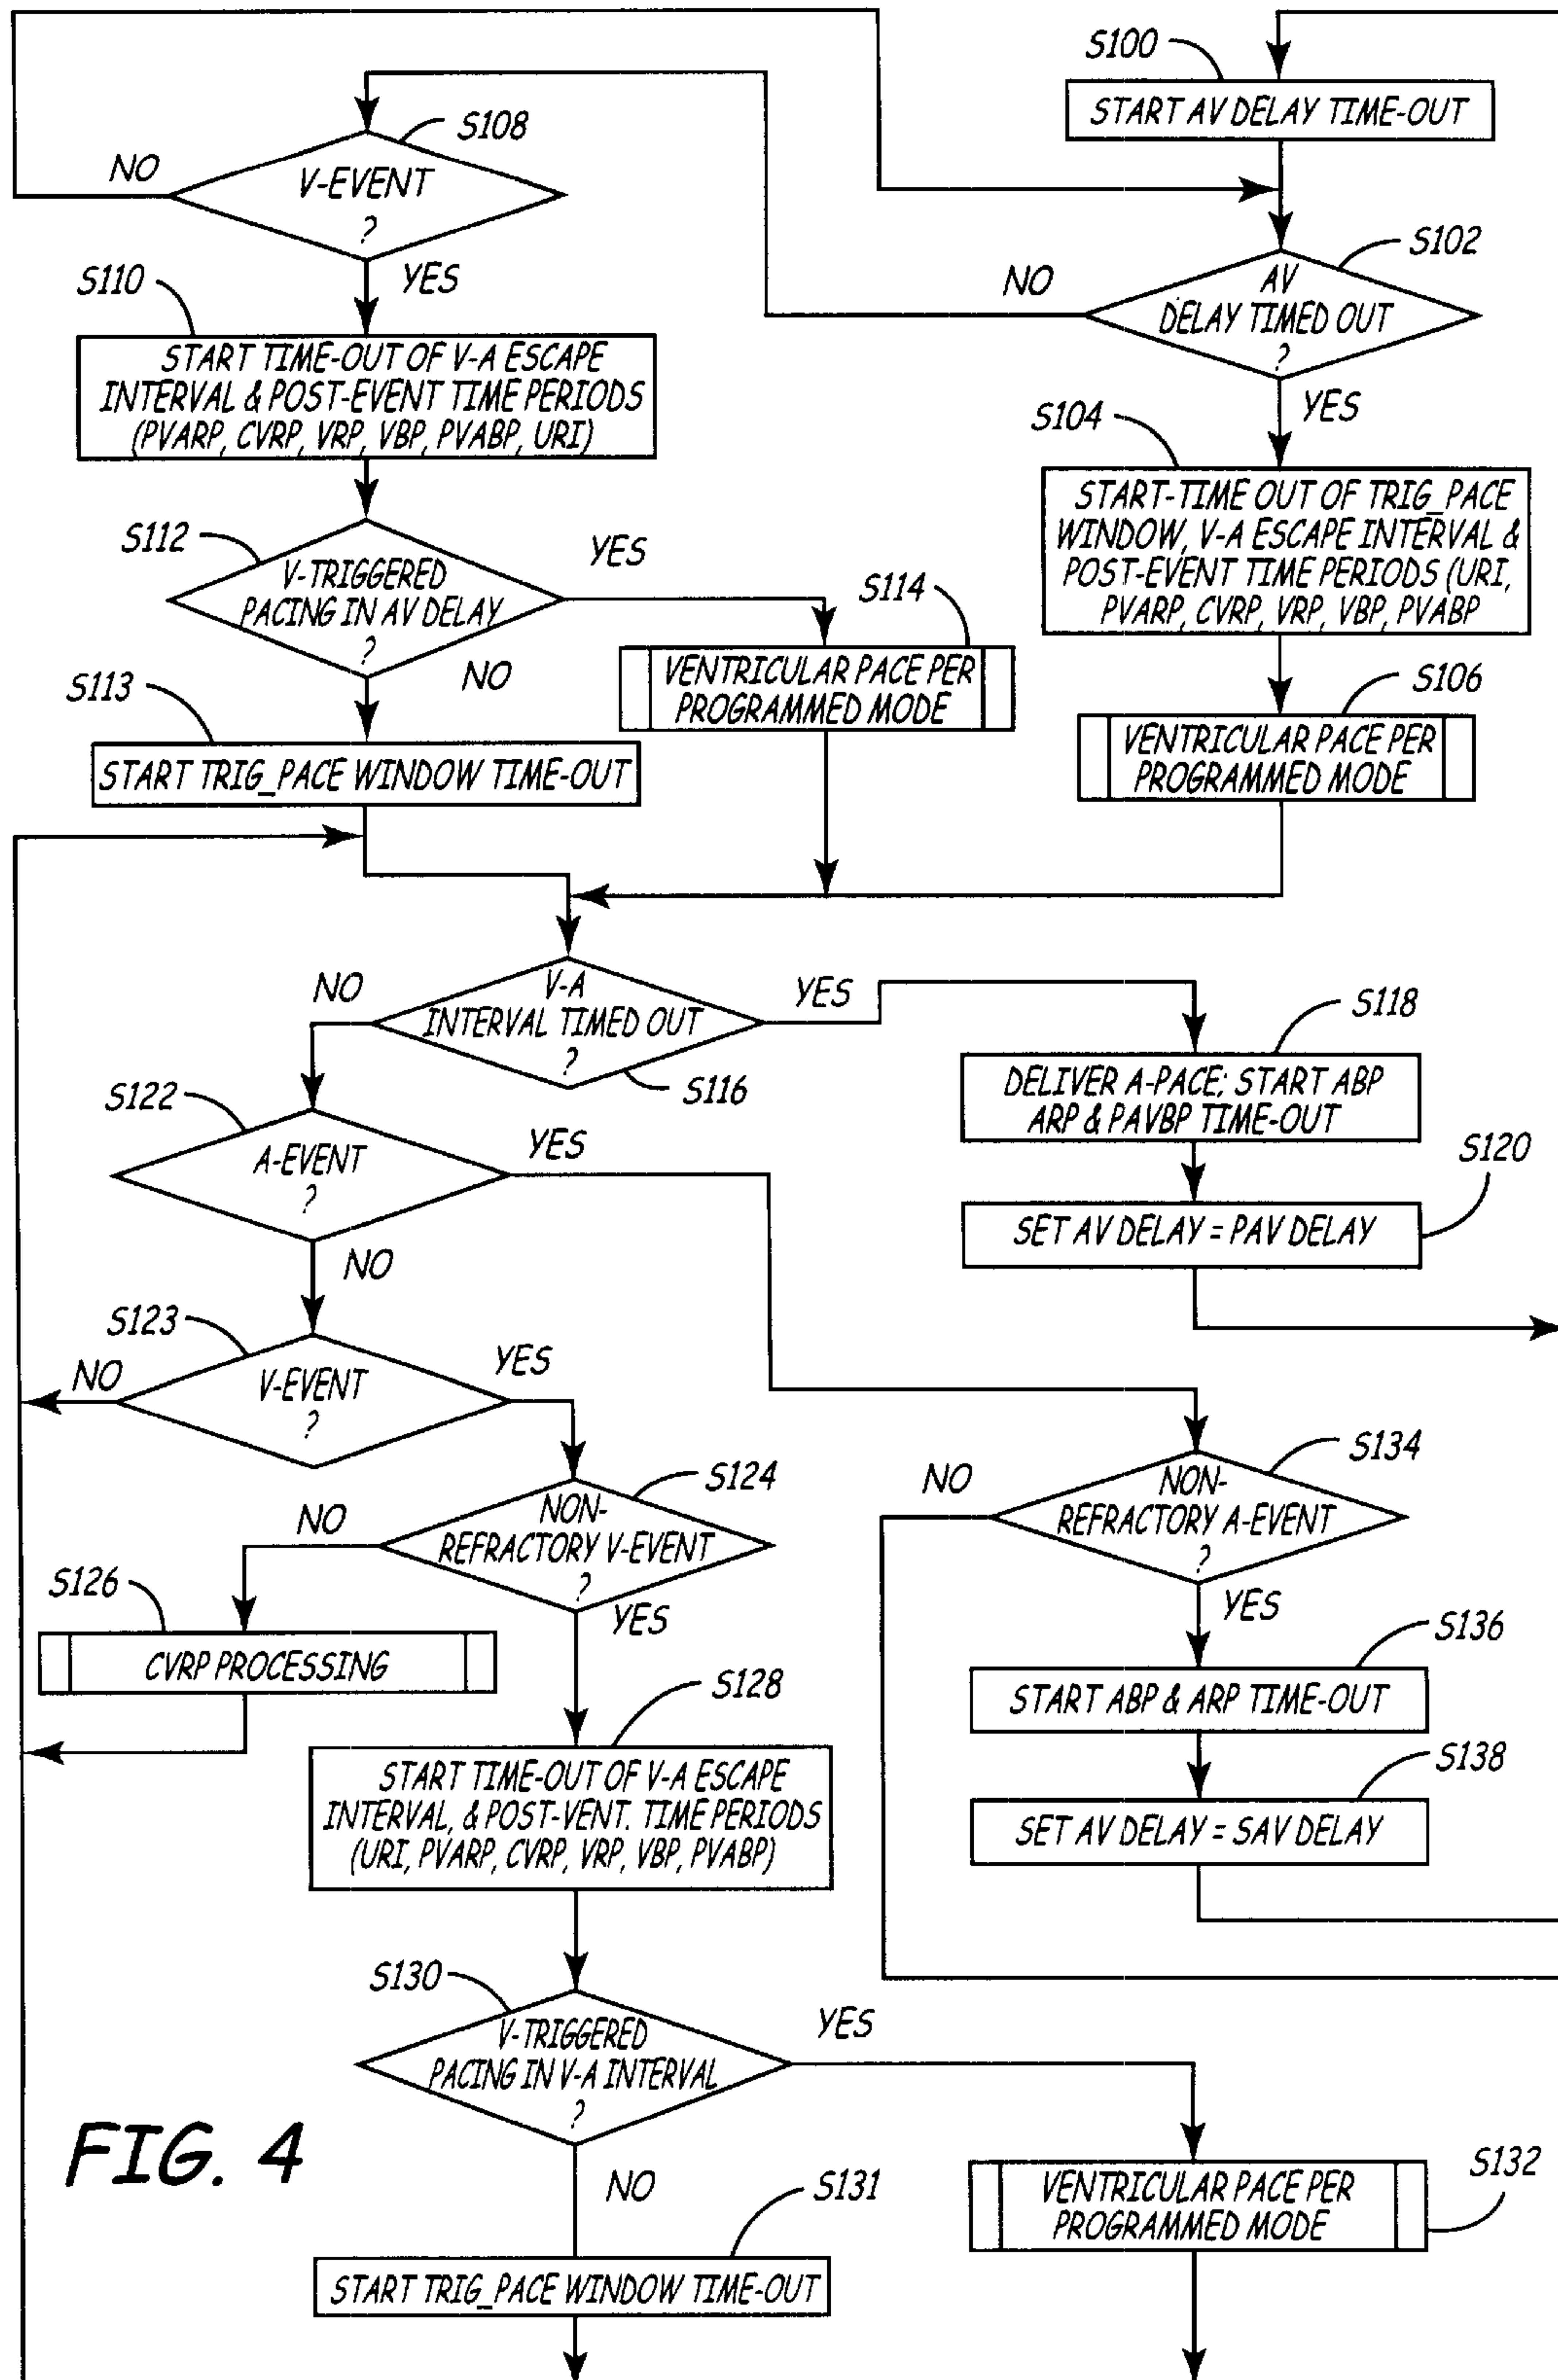 S100
START AV DELAY TIME-OUT
S108
NO
V-EVENT
?
YES
S102
NO
AV
DELAY TIMED OUT
?
YES
S110
START TIME-OUT OF V-A ESCAPE
INTERVAL & POST-EVENT TIME PERIODS
(PVARP, CVRP, VRP, VBP, PVABP, URI)
S104
START-TIME OUT OF TRIG_PACE
WINDOW, V-A ESCAPE INTERVAL &
POST-EVENT TIME PERIODS (URI,
PVARP, CVRP, VRP, VBP, PVABP
S112
YES
V-TRIGGERED
PACING IN AV DELAY
?
NO
S114
VENTRICULAR PACE PER
PROGRAMMED MODE
S106
VENTRICULAR PACE PER
PROGRAMMED MODE
S113
START TRIG_PACE WINDOW TIME-OUT
NO
V-A
INTERVAL TIMED OUT
?
YES
S116
S118
DELIVER A-PACE; START ABP
ARP & PAVBP TIME-OUT
S120
SET AV DELAY = PAV DELAY
S122
A-EVENT
?
YES
NO
S123
NO
V-EVENT
?
YES
S124
NO
NON-
REFRACTORY V-EVENT
?
YES
S134
NO
NON-
REFRACTORY A-EVENT
?
YES
S126
CVRP PROCESSING
S136
START ABP & ARP TIME-OUT
S128
START TIME-OUT OF V-A ESCAPE
INTERVAL, & POST-VENT. TIME PERIODS
(URI, PVARP, CVRP, VRP, VBP, PVABP)
S138
SET AV DELAY = SAV DELAY
S130
V-TRIGGERED
PACING IN V-A INTERVAL
?
YES
NO
S132
VENTRICULAR PACE PER
PROGRAMMED MODE
S131
START TRIG_PACE WINDOW TIME-OUT
FIG. 4